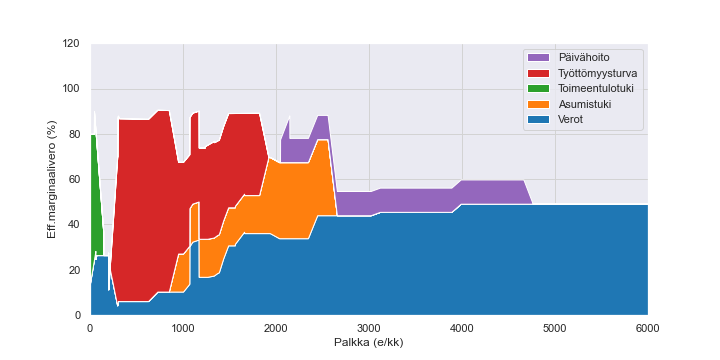 120
100
80
60
40
20
0
Eff.marginaalivero (%)
Päivähoito
Työttömyysturva
Toimeentulotuki
Asumistuki
Verot
0 1000 2000 3000 4000 5000 6000
Palkka (e/kk)